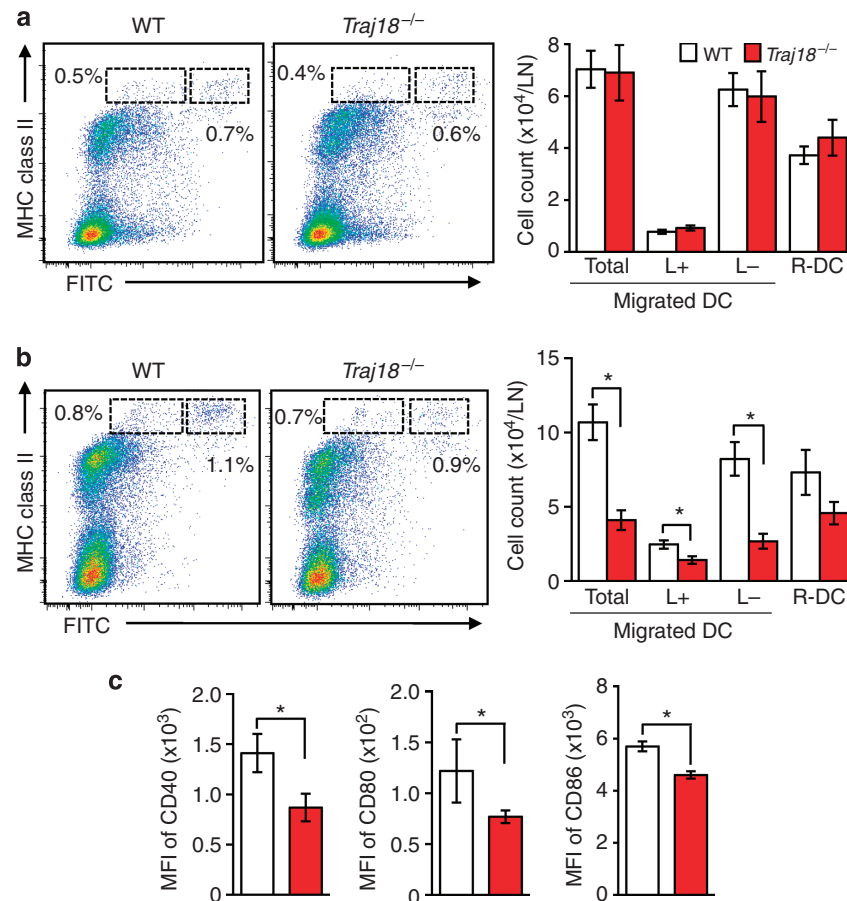 a
WT
Traj18–/–
MHC class II
0.5%
0.7%
0.4%
0.6%
FITC
WT
Traj18–/–
Cell count (x10⁴/LN)
8
6
4
2
0
Total
L+
L–
R-DC
Migrated DC
b
WT
Traj18–/–
MHC class II
0.8%
1.1%
0.7%
0.9%
FITC
Cell count (x10⁴/LN)
15
10
5
0
*
*
*
Total
L+
L–
R-DC
Migrated DC
c
MFI of CD40 (x10³)
2.0
1.5
1.0
0.5
0
*
MFI of CD80 (x10²)
2.0
1.5
1.0
0.5
0
*
MFI of CD86 (x10³)
8
6
3
0
*